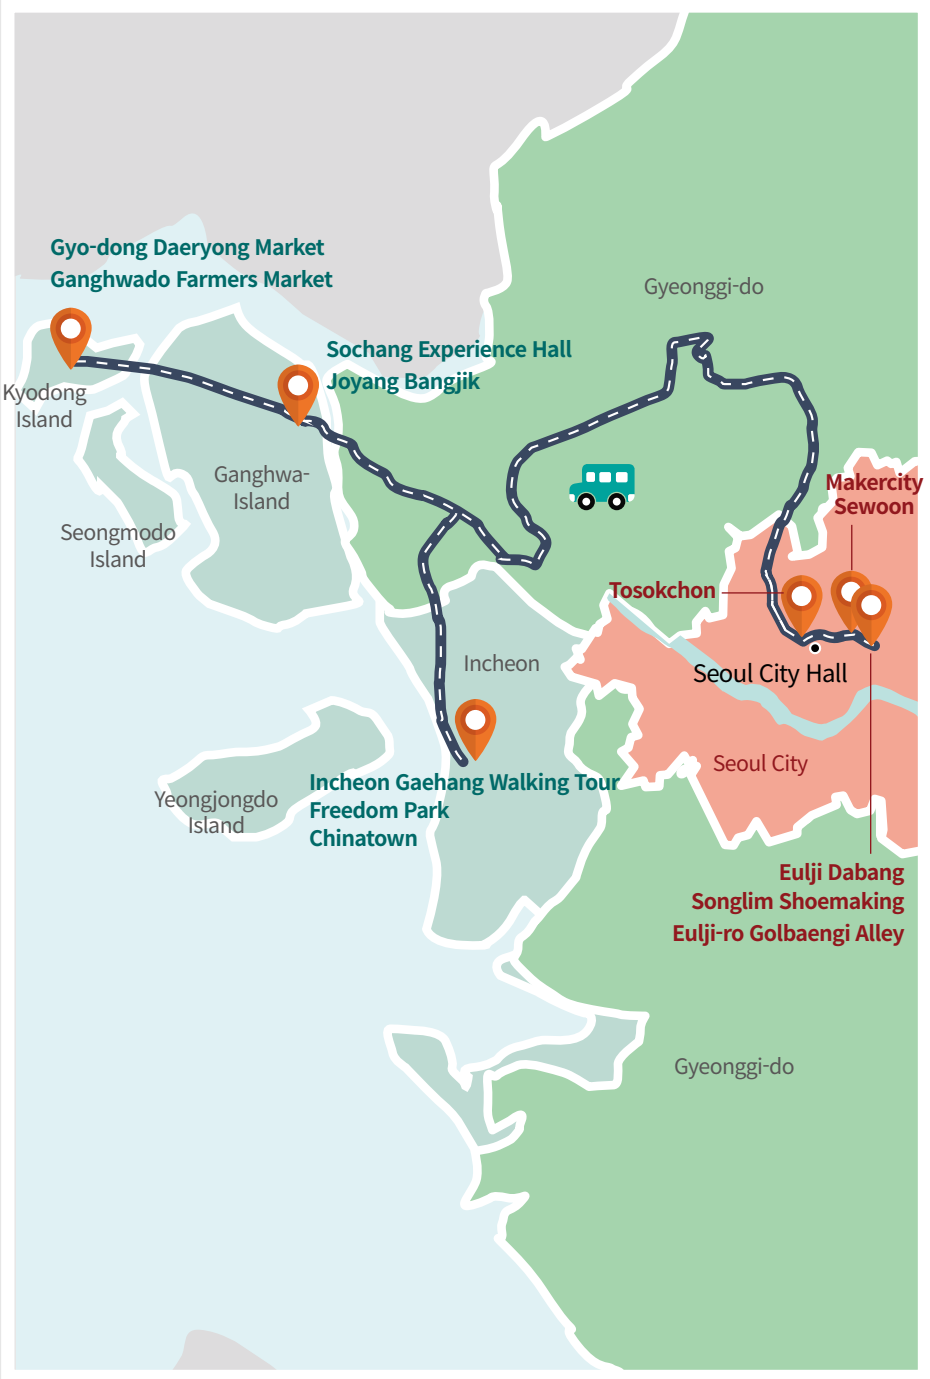 Gyo-dong Daeryong Market
Ganghwado Farmers Market
Gyeonggi-do
Sochang Experience Hall
Joyang Bangjik
Kyodong
Island
Ganghwa-
Island
Makercity
Sewoon
Seongmodo
Island
Tosokchon
Incheon
Seoul City Hall
Seoul City
Incheon Gaehang Walking Tour
Freedom Park
Chinatown
Yeongjongdo
Island
Eulji Dabang
Songlim Shoemaking
Eulji-ro Golbaengi Alley
Gyeonggi-do